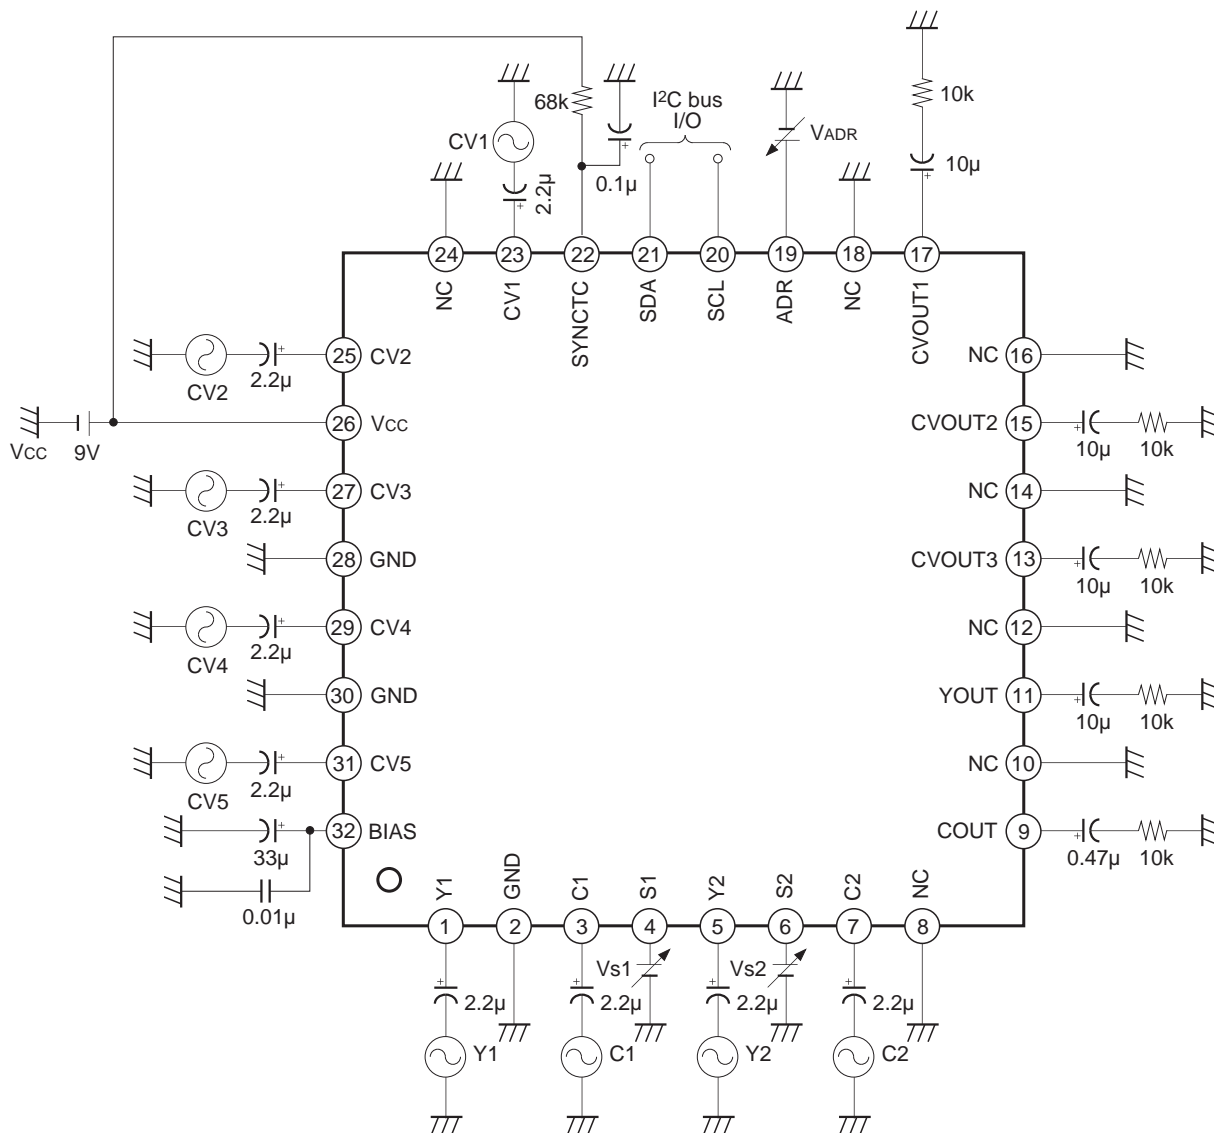 I²C bus
I/O
68k
10k
CV1
VADR
2.2µ
0.1µ
10µ
24
23
22
21
20
19
18
17
NC
CV1
SYNCTC
SDA
SCL
ADR
NC
CVOUT1
25
CV2
CV2
2.2µ
26
VCC
VCC
9V
27
CV3
CV3
2.2µ
28
GND
29
CV4
CV4
2.2µ
30
GND
31
CV5
CV5
2.2µ
32
BIAS
33µ
0.01µ
NC
16
CVOUT2
15
10µ
10k
NC
14
CVOUT3
13
10µ
10k
NC
12
YOUT
11
10µ
10k
NC
10
COUT
9
0.47µ
10k
Y1
GND
C1
S1
Y2
S2
C2
NC
1
2
3
4
5
6
7
8
Vs1
Vs2
2.2µ
2.2µ
2.2µ
2.2µ
Y1
C1
Y2
C2